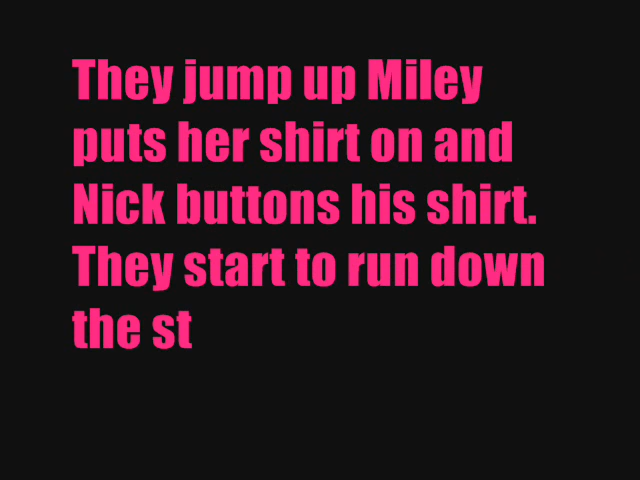 They jump up Miley
puts her shirt on and
Nick buttons his shirt.
They start to run down
the st